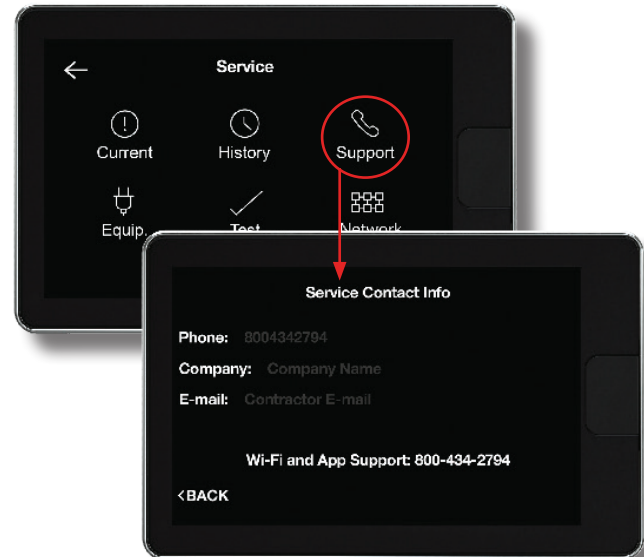 Service
Current
History
Support
Equip..
Test
Network
Service Contact Info
Phone: 8004342794
Company: Company Name
E-mail: Contractor E-mail
Wi-Fi and App Support: 800-434-2794
<BACK